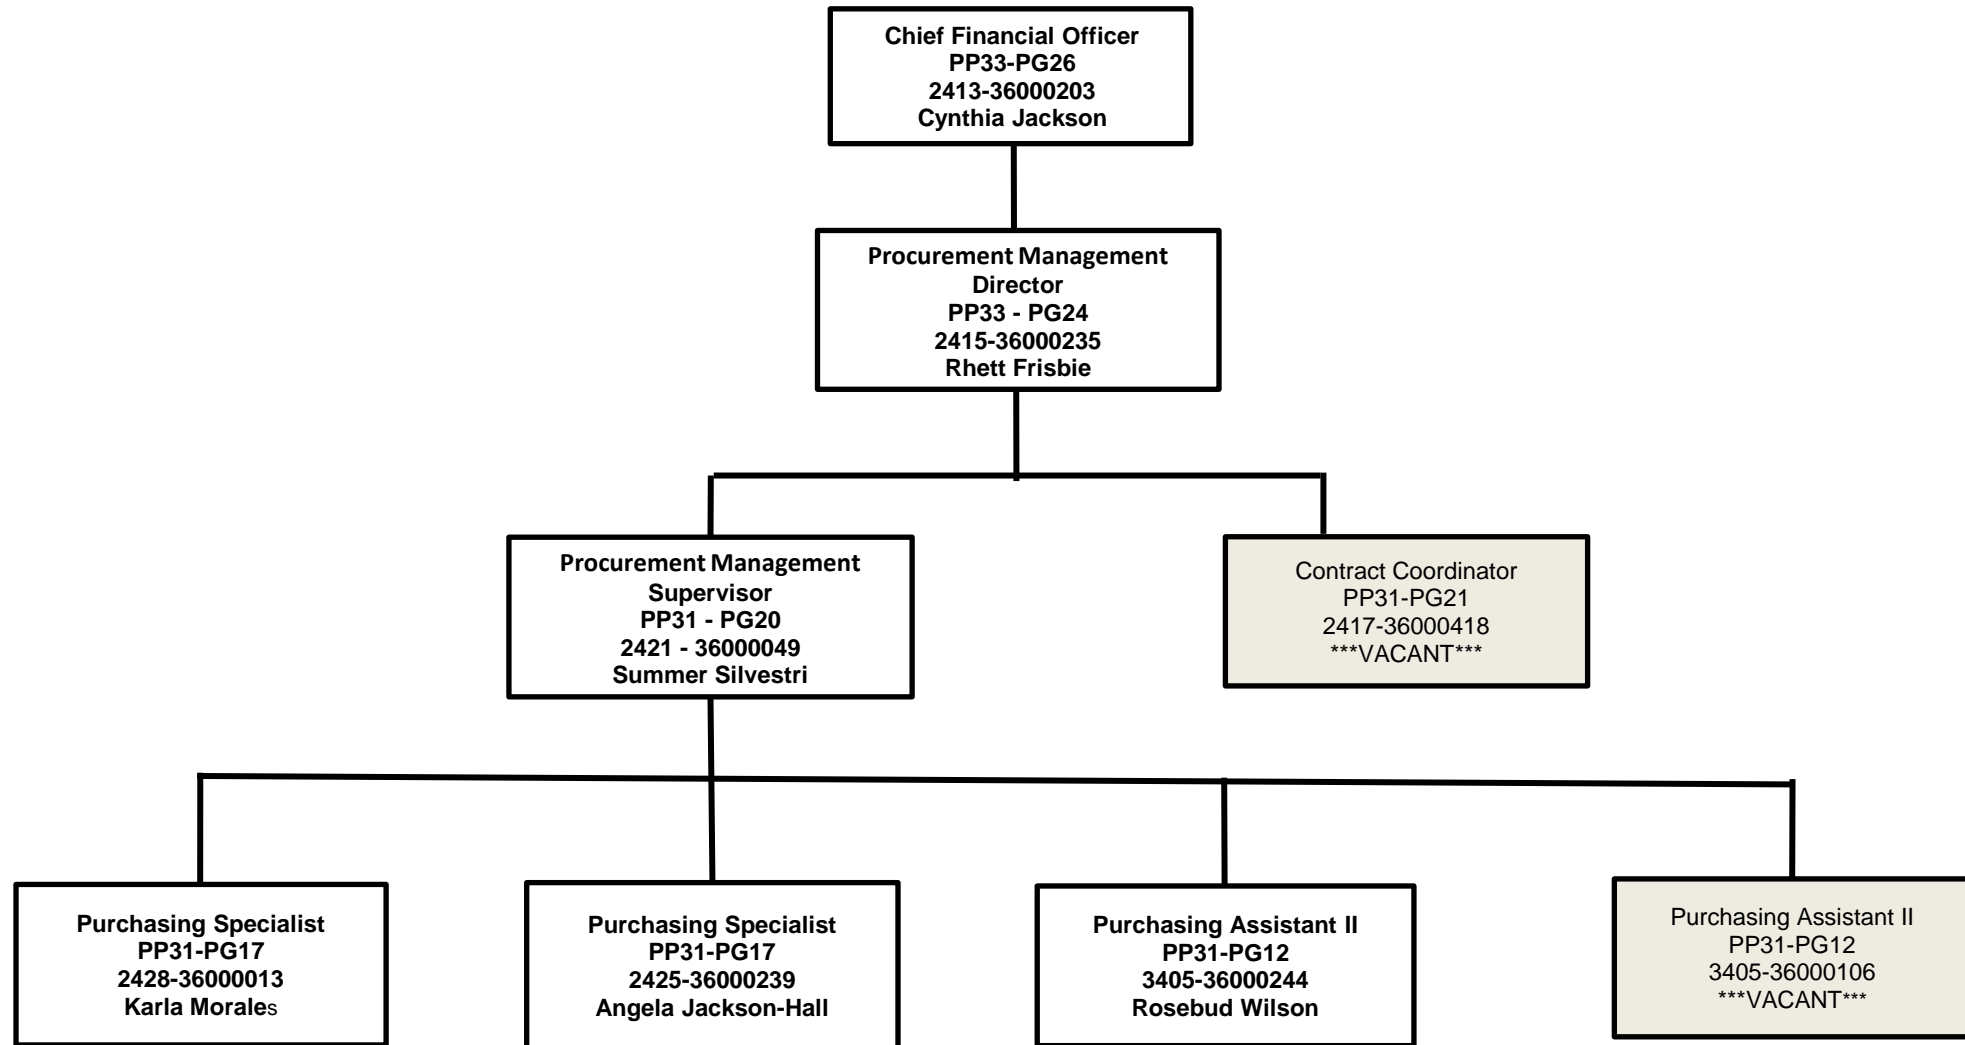 Chief Financial Officer
PP33-PG26
2413-36000203
Cynthia Jackson
Procurement Management
Director
PP33 - PG24
2415-36000235
Rhett Frisbie
Procurement Management
Supervisor
PP31 - PG20
2421 - 36000049
Summer Silvestri
Contract Coordinator
PP31-PG21
2417-36000418
***VACANT***
Purchasing Specialist
PP31-PG17
2428-36000013
Karla Morales
Purchasing Specialist
PP31-PG17
2425-36000239
Angela Jackson-Hall
Purchasing Assistant II
PP31-PG12
3405-36000244
Rosebud Wilson
Purchasing Assistant II
PP31-PG12
3405-36000106
***VACANT***